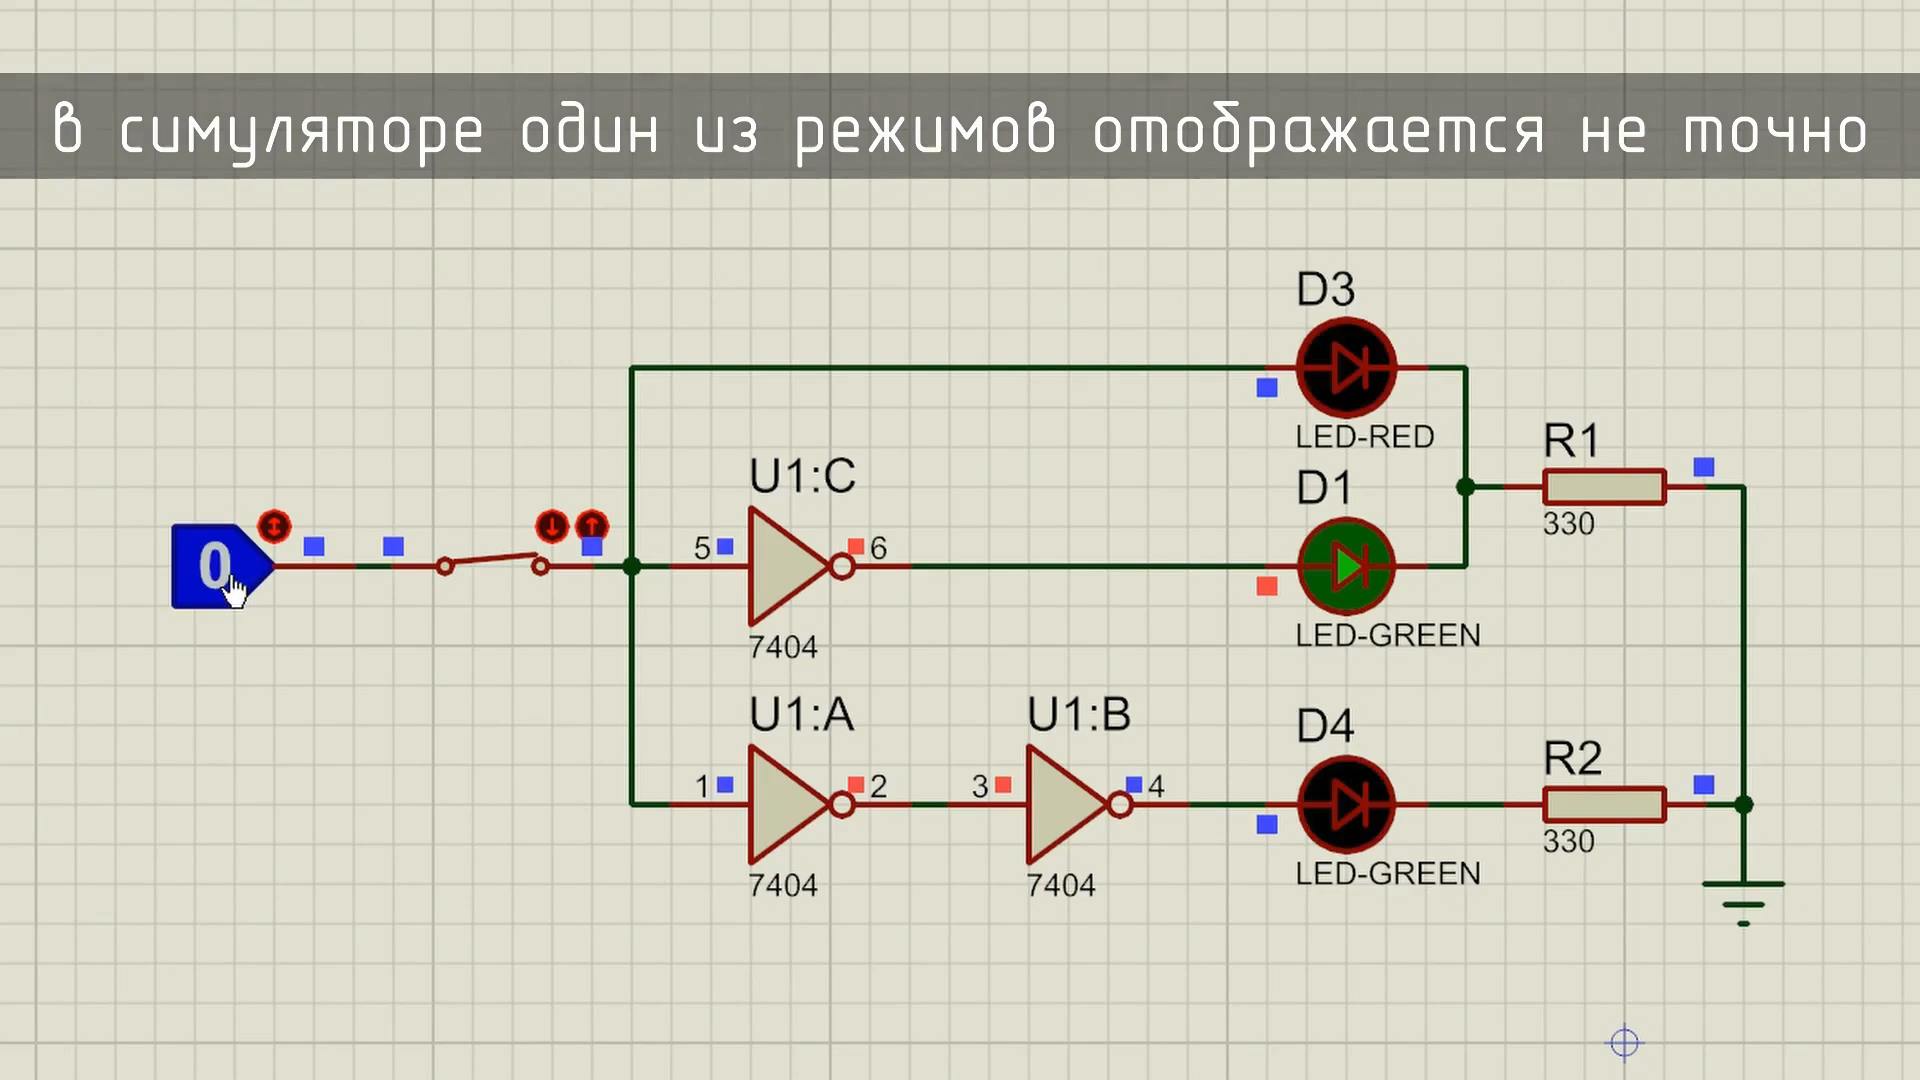 в симуляторе один из режимов отображается не точно
D3
LED-RED
R1
330
U1:C
D1
0
5
6
7404
LED-GREEN
U1:A
U1:B
D4
R2
1
2
3
4
330
7404
7404
LED-GREEN